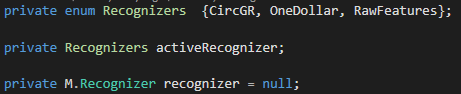 private enum Recognizers  {CircGR, OneDollar, RawFeatures};
private Recognizers activeRecognizer;
private M.Recognizer recognizer = null;